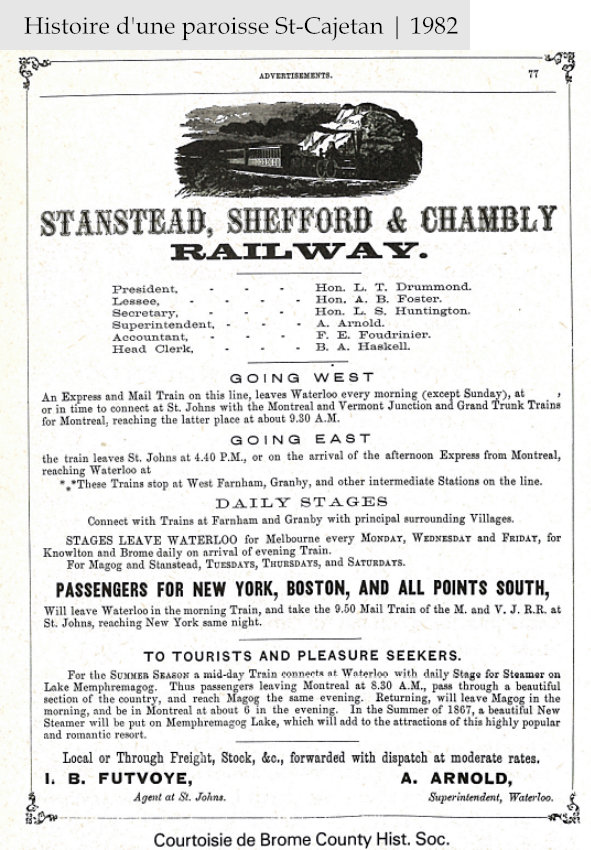 Histoire d'une paroisse St-Cajetan | 1982
ADVERTISEMENTS. 77
STANSTEAD, SHEFFORD & CHAMBLY
RAILWAY.
President, - - - Hon. L. T. Drummond.
Lessee, - - - - Hon. A. B. Foster.
Secretary, - - - Hon. L. S. Huntington.
Superintendent, - - - A. Arnold.
Accountant, - - - F. E. Foudrinier.
Head Clerk, - - - - B. A. Haskell.
GOING WEST
An Express and Mail Train on this line, leaves Waterloo every morning (except Sunday), at ,
or in time to connect at St. Johns with the Montreal and Vermont Junction and Grand Trunk Trains
for Montreal, reaching the latter place at about 9.30 A.M.
GOING EAST
the train leaves St. Johns at 4.40 P.M., or on the arrival of the afternoon Express from Montreal,
reaching Waterloo at
*⁎*These Trains stop at West Farnham, Granby, and other intermediate Stations on the line.
DAILY STAGES
Connect with Trains at Farnham and Granby with principal surrounding Villages.
STAGES LEAVE WATERLOO for Melbourne every MONDAY, WEDNESDAY and FRIDAY, for
Knowlton and Brome daily on arrival of evening Train.
For Magog and Stanstead, TUESDAYS, THURSDAYS, and SATURDAYS.
PASSENGERS FOR NEW YORK, BOSTON, AND ALL POINTS SOUTH,
Will leave Waterloo in the morning Train, and take the 9.50 Mail Train of the M. and V. J. R.R. at
St. Johns, reaching New York same night.
TO TOURISTS AND PLEASURE SEEKERS.
For the SUMMER SEASON a mid-day Train connects at Waterloo with daily Stage for Steamer on
Lake Memphremagog. Thus passengers leaving Montreal at 8.30 A.M., pass through a beautiful
section of the country, and reach Magog the same evening. Returning, will leave Magog in the
morning, and be in Montreal at about 6 in the evening. In the Summer of 1867, a beautiful New
Steamer will be put on Memphremagog Lake, which will add to the attractions of this highly popular
and romantic resort.
Local or Through Freight, Stock, &c., forwarded with dispatch at moderate rates.
I. B. FUTVOYE, A. ARNOLD,
Agent at St. Johns. Superintendent, Waterloo.
Courtoisie de Brome County Hist. Soc.